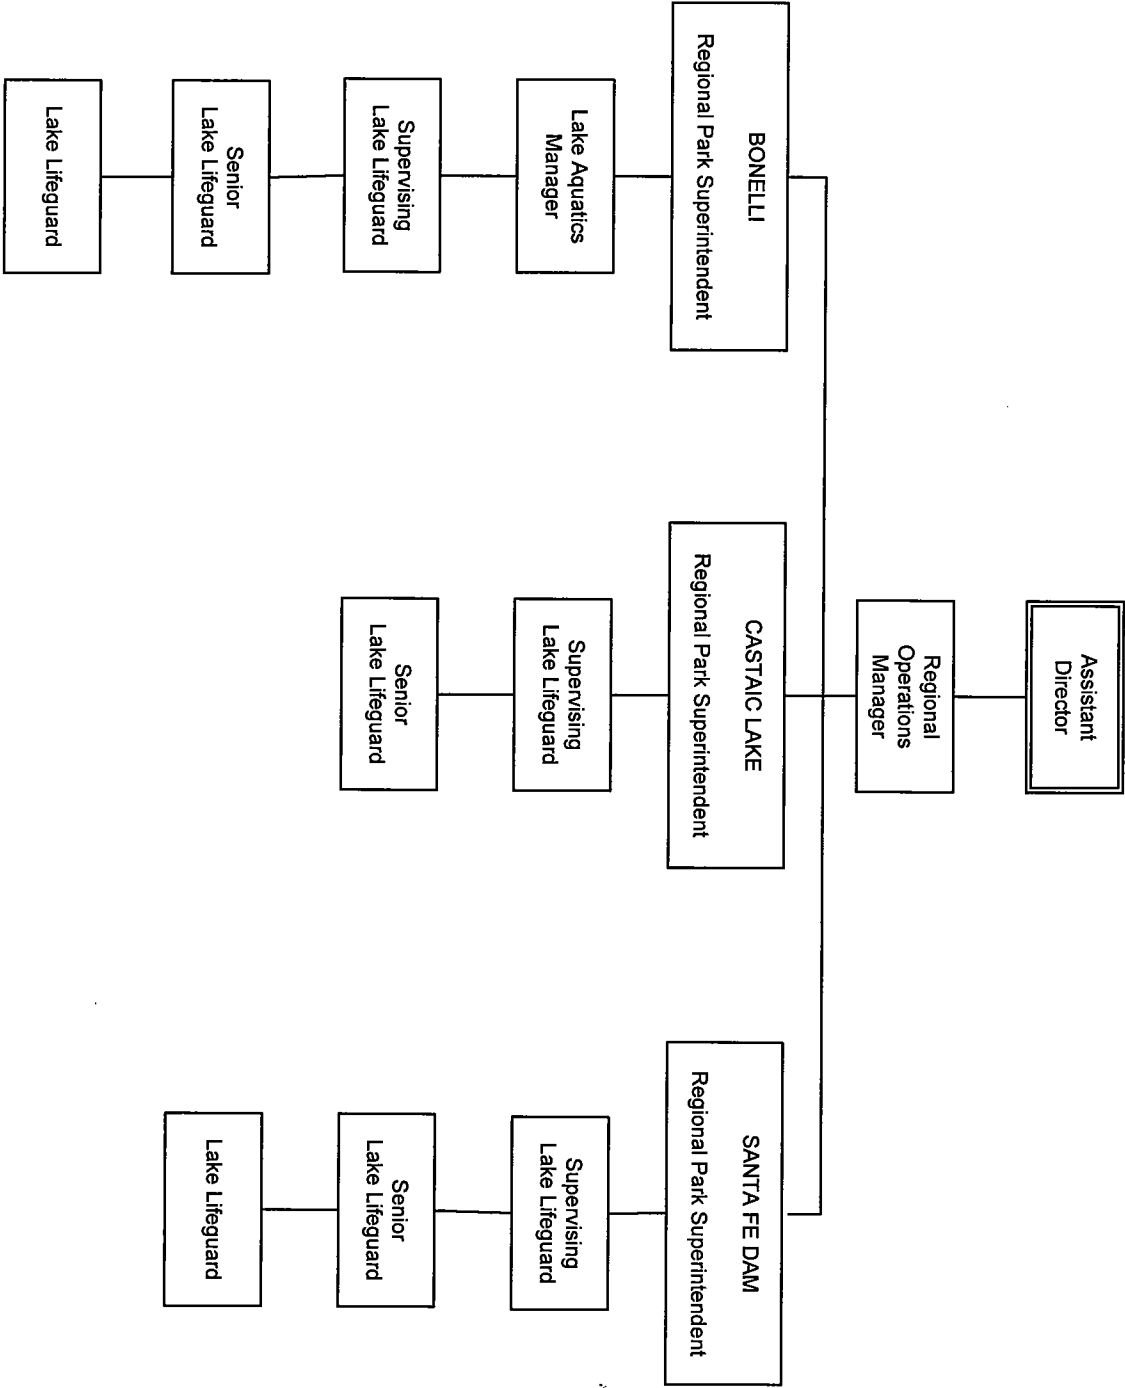 Assistant
Director
Regional
Operations
Manager
BONELLI
Regional Park Superintendent
CASTAIC LAKE
Regional Park Superintendent
SANTA FE DAM
Regional Park Superintendent
Lake Aquatics
Manager
Supervising
Lake Lifeguard
Supervising
Lake Lifeguard
Supervising
Lake Lifeguard
Senior
Lake Lifeguard
Senior
Lake Lifeguard
Senior
Lake Lifeguard
Lake Lifeguard
Lake Lifeguard